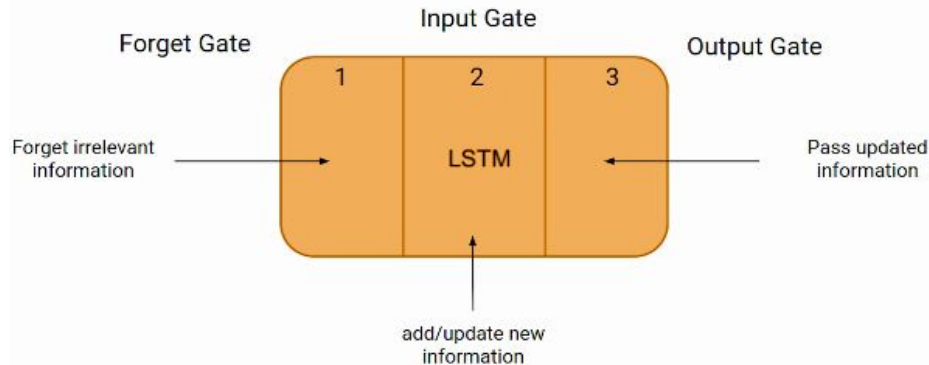 Input Gate
Forget Gate
Output Gate
1
2
3
LSTM
Forget irrelevant
information
Pass updated
information
add/update new
information